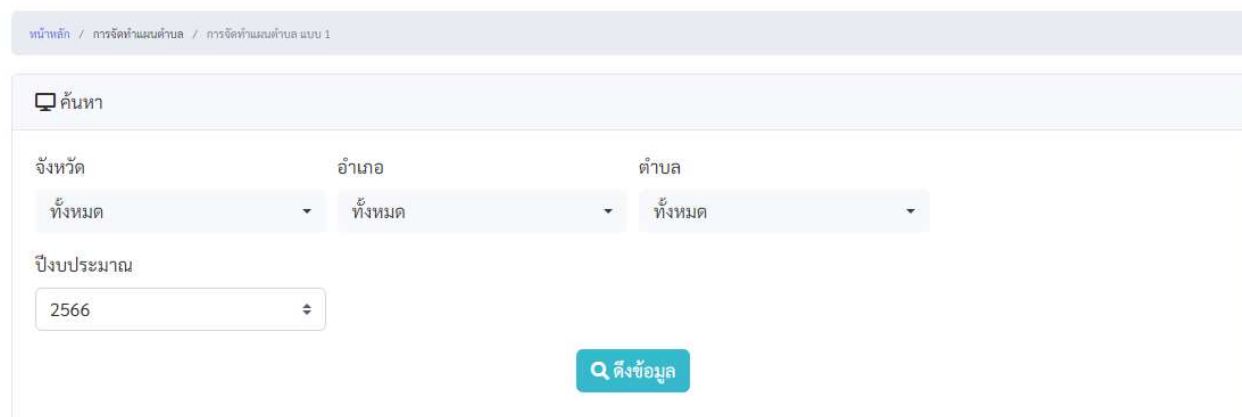 หน้าหลัก / การจัดทำแผนตำบล / การจัดทำแผนตำบล แบบ 1
ค้นหา
จังหวัด อำเภอ ตำบล
ทั้งหมด ทั้งหมด ทั้งหมด
ปีงบประมาณ
2566
ดึงข้อมูล